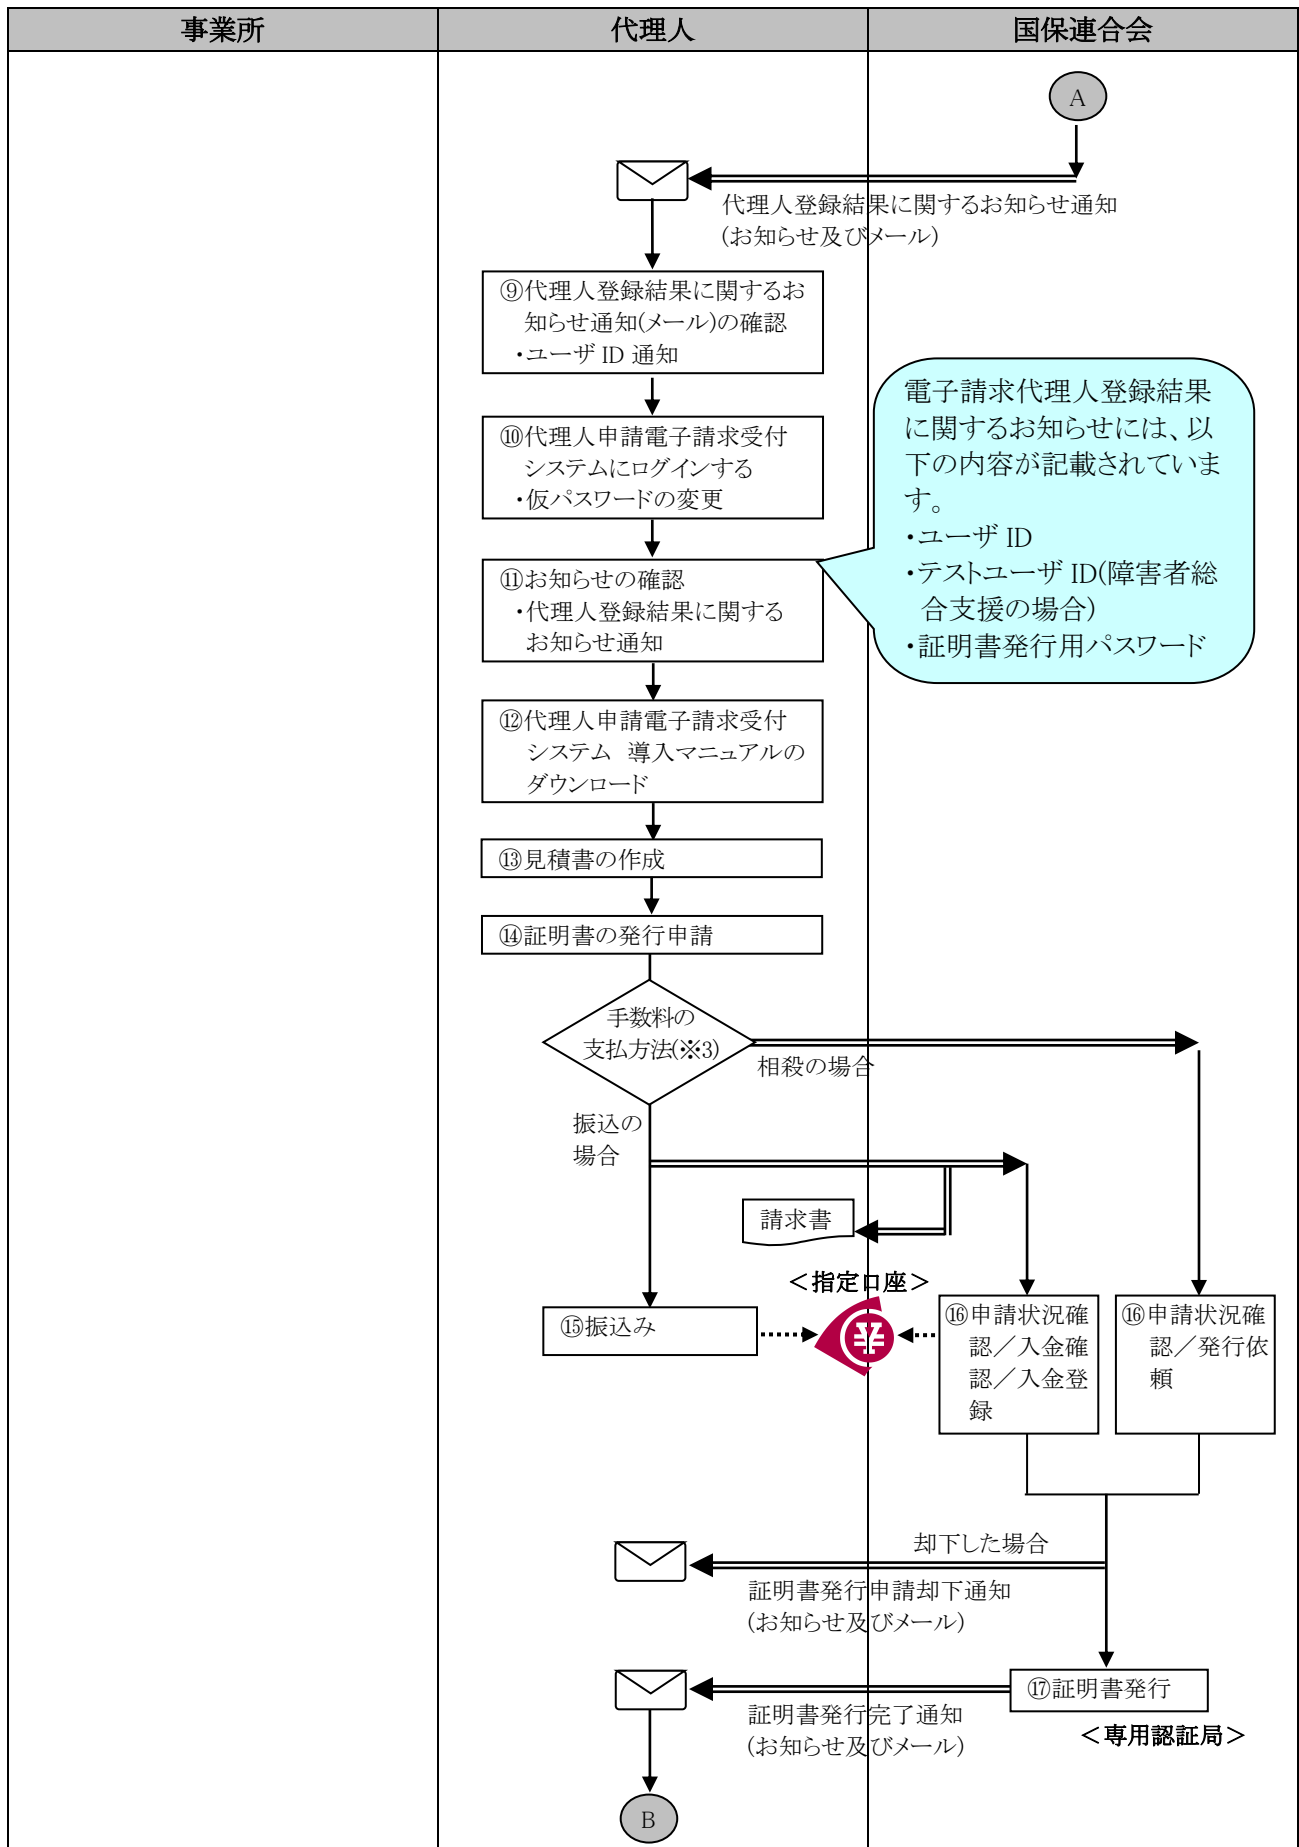 事業所
代理人
国保連合会
A
代理人登録結果に関するお知らせ通知
(お知らせ及びメール)
⑨代理人登録結果に関するお
知らせ通知(メール)の確認
・ユーザ ID 通知
⑩代理人申請電子請求受付
システムにログインする
・仮パスワードの変更
電子請求代理人登録結果
に関するお知らせには、以
下の内容が記載されていま
す。
・ユーザ ID
・テストユーザ ID(障害者総
合支援の場合)
・証明書発行用パスワード
⑪お知らせの確認
・代理人登録結果に関する
お知らせ通知
⑫代理人申請電子請求受付
システム 導入マニュアルの
ダウンロード
⑬見積書の作成
⑭証明書の発行申請
手数料の
支払方法(※3)
相殺の場合
振込の
場合
請求書
＜指定口座＞
⑮振込み
⑯申請状況確
認／入金確
認／入金登
録
⑯申請状況確
認／発行依
頼
却下した場合
証明書発行申請却下通知
(お知らせ及びメール)
⑰証明書発行
証明書発行完了通知
(お知らせ及びメール)
＜専用認証局＞
B